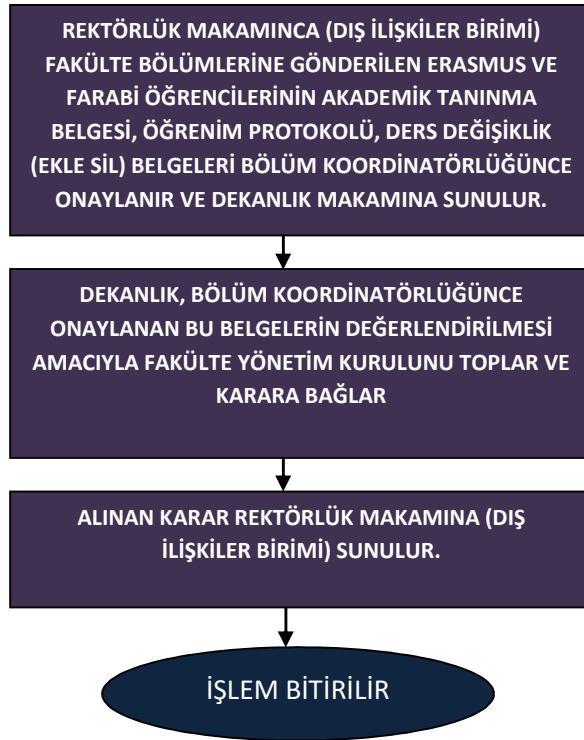 REKTÖRLÜK MAKAMINCA (DIŞ İLİŞKİLER BİRİMİ)
FAKÜLTE BÖLÜMLERİNE GÖNDERİLEN ERASMUS VE
FARABİ ÖĞRENCİLERİNİN AKADEMİK TANINMA
BELGESİ, ÖĞRENİM PROTOKOLÜ, DERS DEĞİŞİKLİK
(EKLE SİL) BELGELERİ BÖLÜM KOORDİNATÖRLÜĞÜNCE
ONAYLANIR VE DEKANLIK MAKAMINA SUNULUR.
DEKANLIK, BÖLÜM KOORDİNATÖRLÜĞÜNCE
ONAYLANAN BU BELGELERİN DEĞERLENDİRİLMESİ
AMACIYLA FAKÜLTE YÖNETİM KURULUNU TOPLAR VE
KARARA BAĞLAR
ALINAN KARAR REKTÖRLÜK MAKAMINA (DIŞ
İLİŞKİLER BİRİMİ) SUNULUR.
İŞLEM BİTİRİLİR